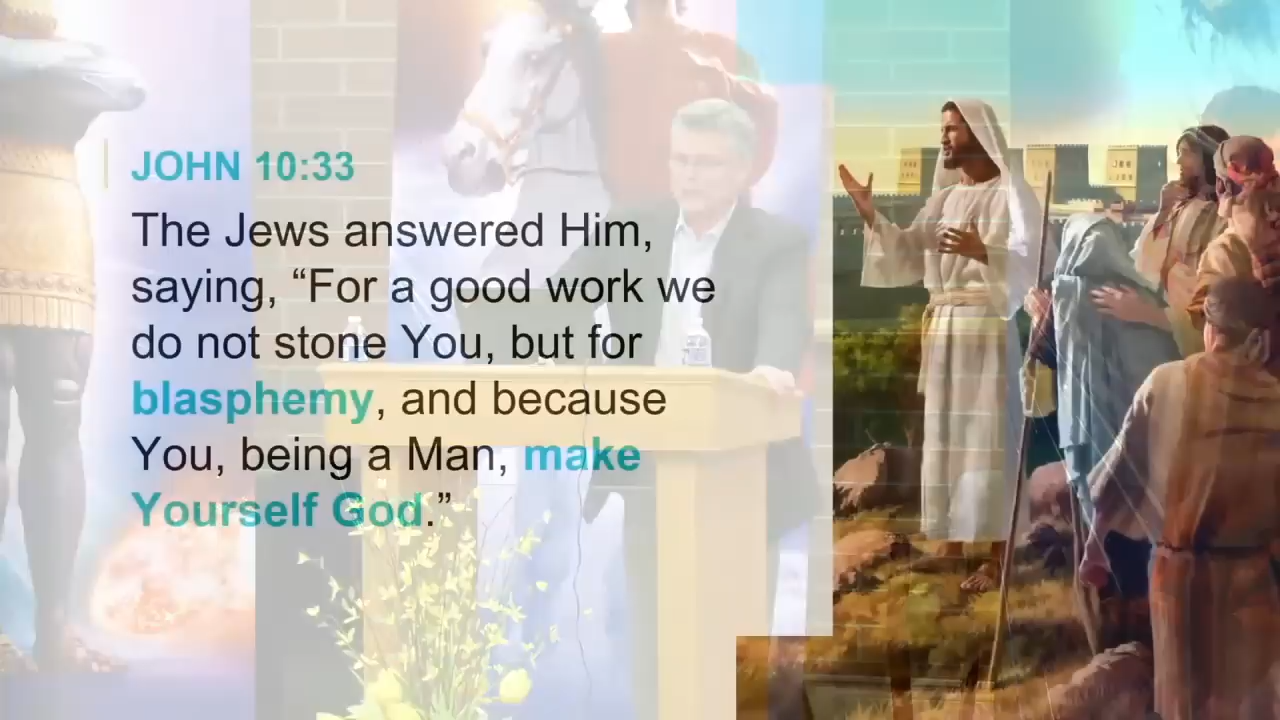 JOHN 10:33
The Jews answered Him,
saying, “For a good work we
do not stone You, but for
blasphemy, and because
You, being a Man, make
Yourself God.”